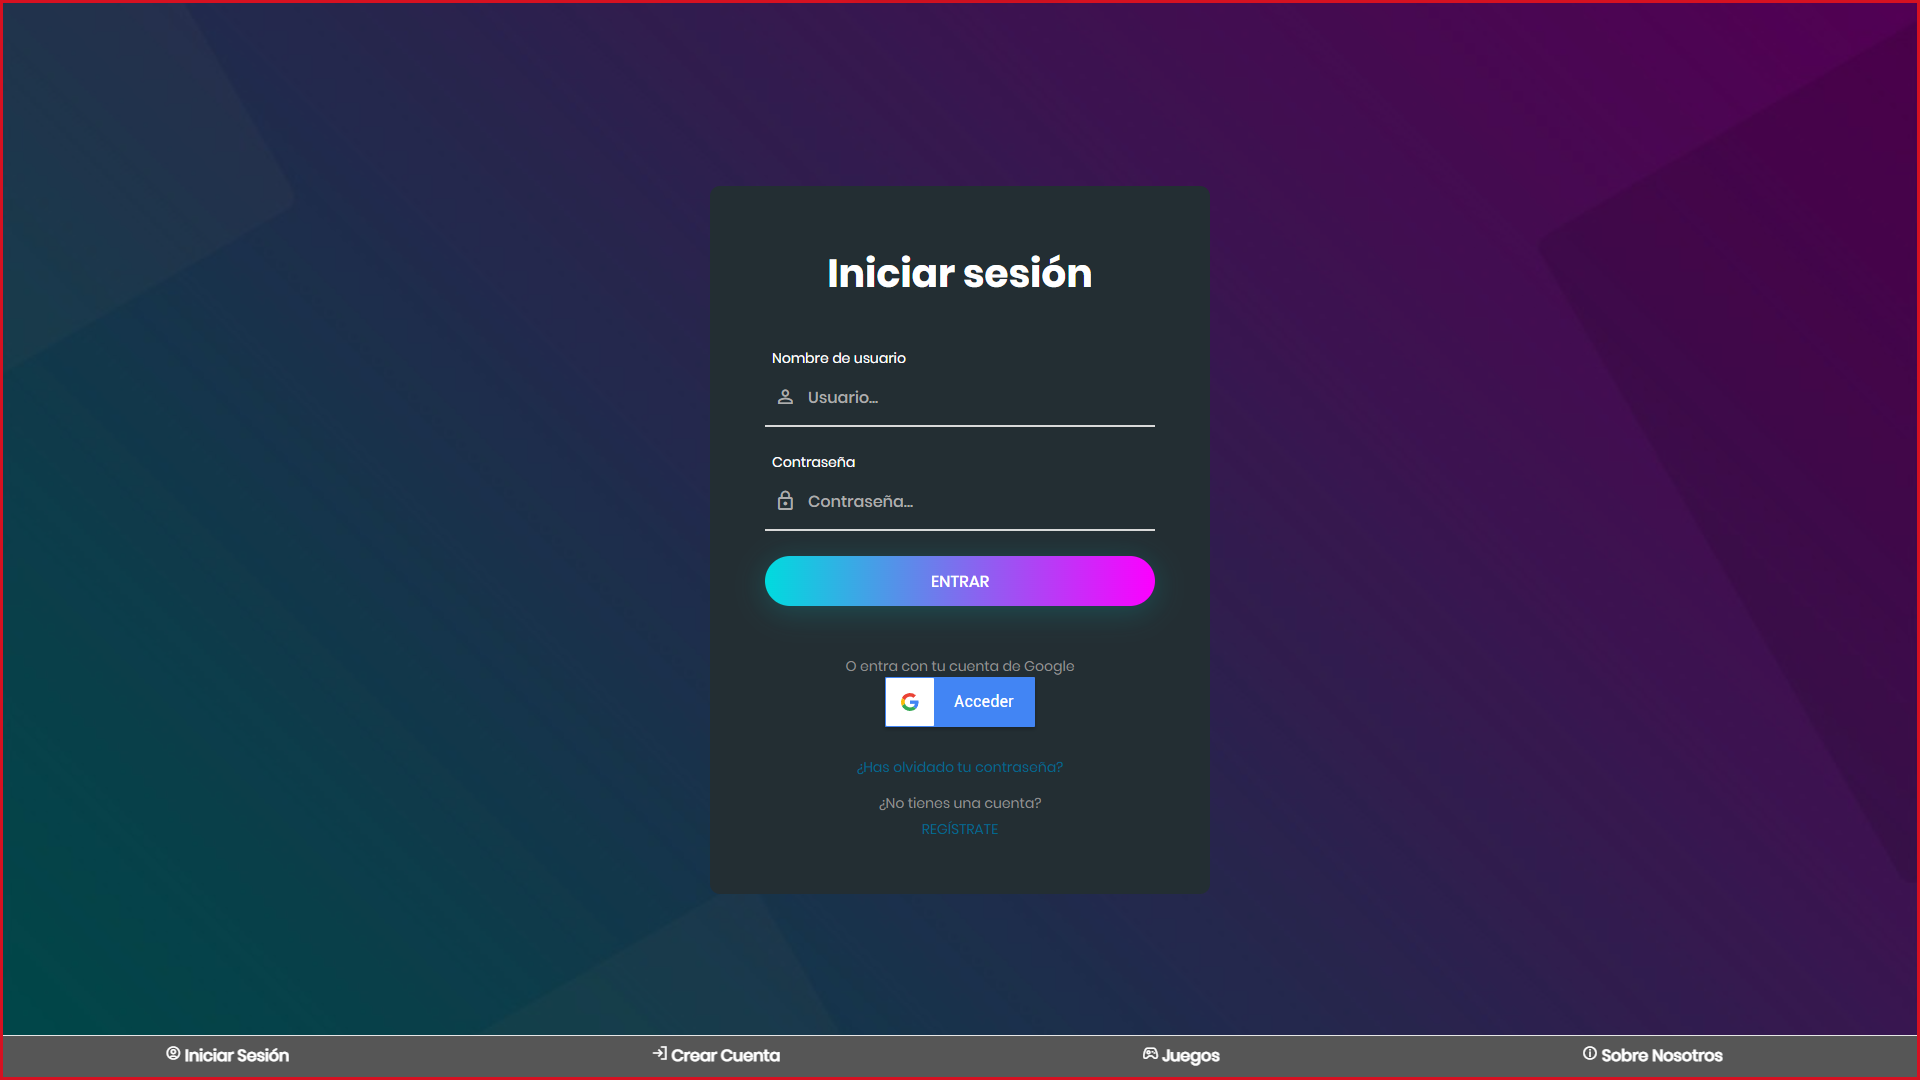 Iniciar sesión
Nombre de usuario
Usuario...
Contraseña
Contraseña...
ENTRAR
O entra con tu cuenta de Google
Acceder
¿Has olvidado tu contraseña?
¿No tienes una cuenta?
REGÍSTRATE
Iniciar Sesión
Crear Cuenta
Juegos
Sobre Nosotros